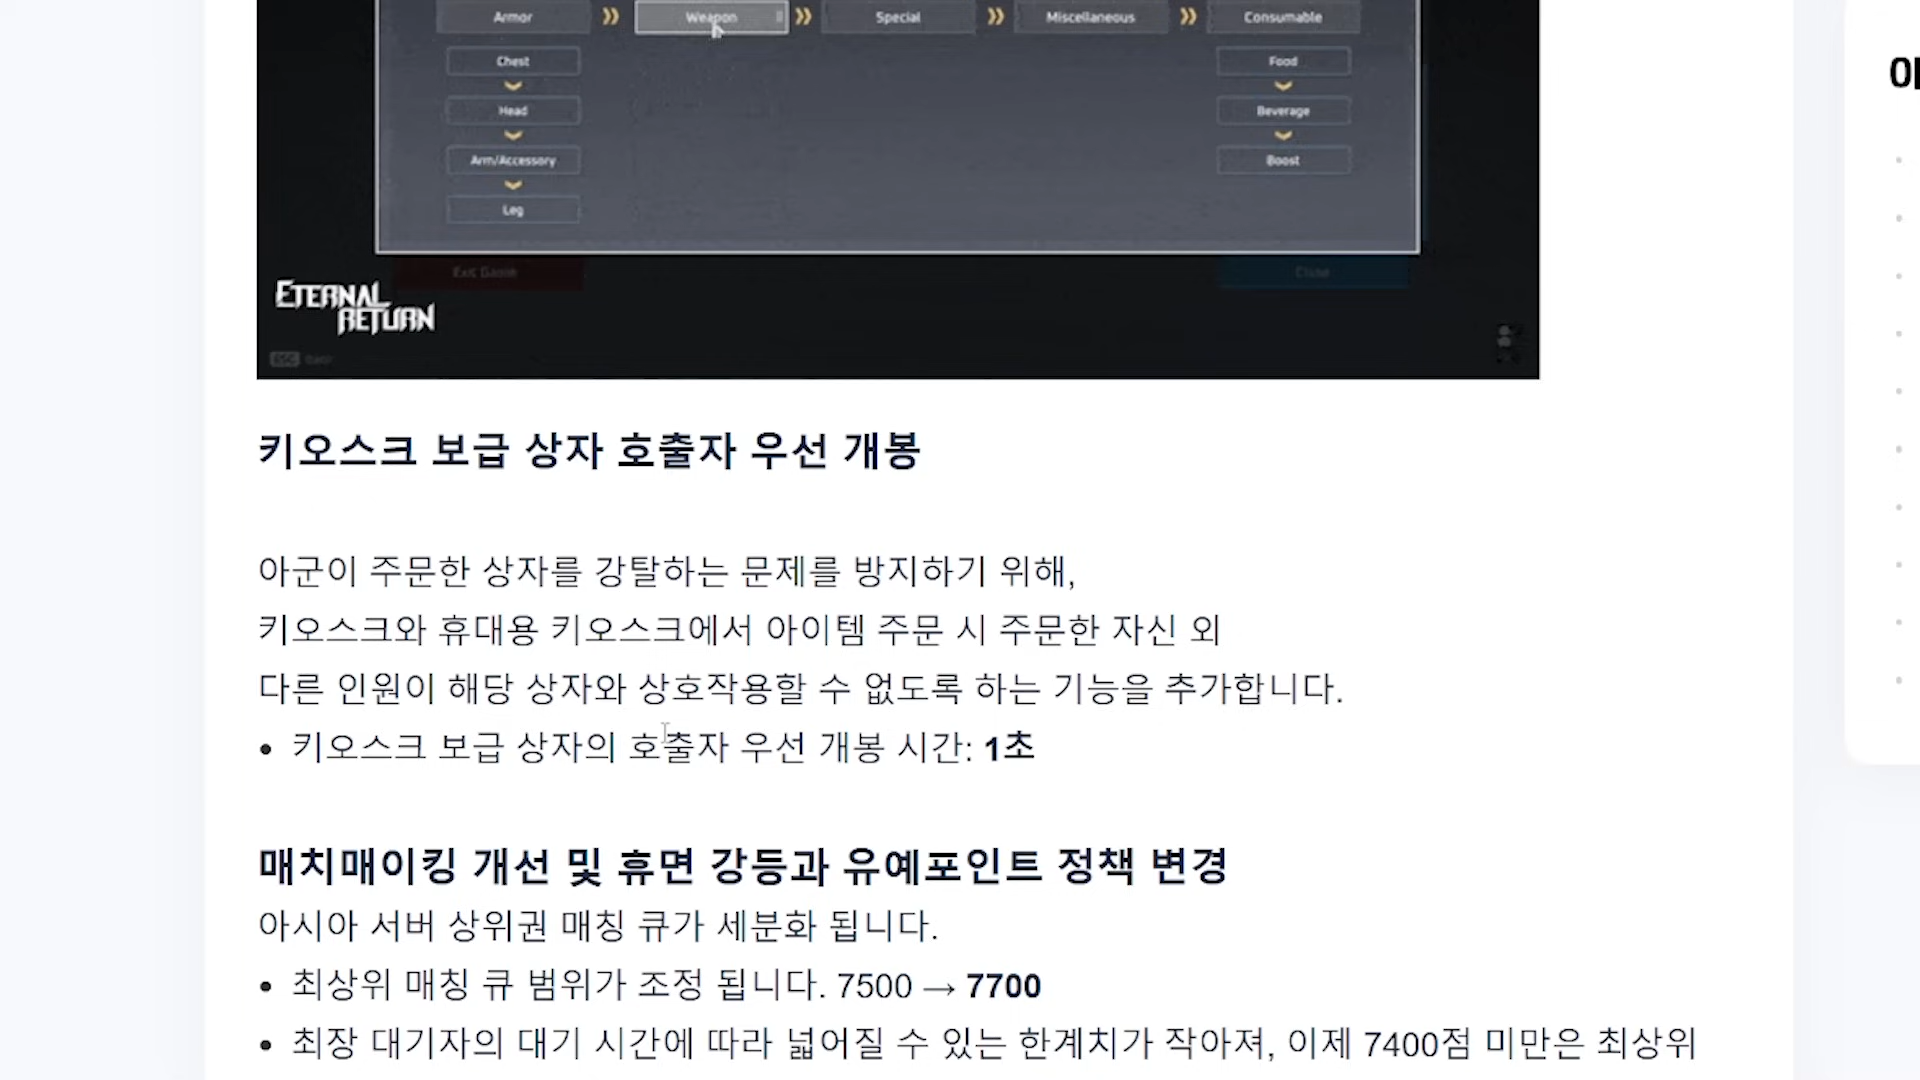 Armor
Weapon
Special
Miscellaneous
Consumable
Chest
Food
Head
Beverage
Arm/Accessory
Boost
Leg
Exit Game
Close
ETERNAL
RETURN
ESC Back
키오스크 보급 상자 호출자 우선 개봉
아군이 주문한 상자를 강탈하는 문제를 방지하기 위해,
키오스크와 휴대용 키오스크에서 아이템 주문 시 주문한 자신 외
다른 인원이 해당 상자와 상호작용할 수 없도록 하는 기능을 추가합니다.
• 키오스크 보급 상자의 호출자 우선 개봉 시간: 1초
매치매이킹 개선 및 휴면 강등과 유예포인트 정책 변경
아시아 서버 상위권 매칭 큐가 세분화 됩니다.
• 최상위 매칭 큐 범위가 조정 됩니다. 7500 → 7700
• 최장 대기자의 대기 시간에 따라 넓어질 수 있는 한계치가 작아져, 이제 7400점 미만은 최상위